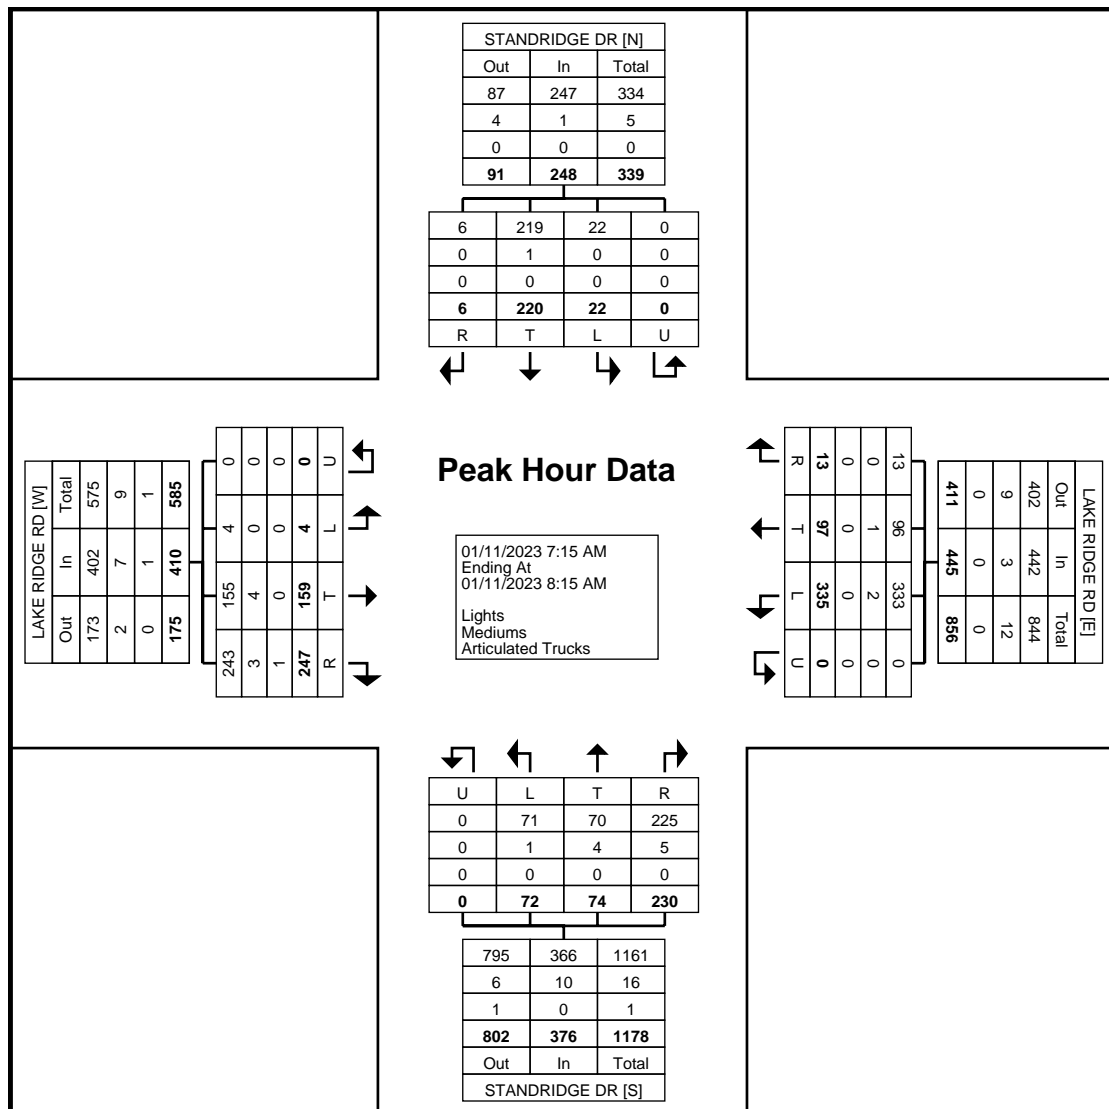 STANDRIDGE DR [N]
Out In Total
87 247 334
4 1 5
0 0 0
91 248 339
6 219 22 0
0 1 0 0
0 0 0 0
6 220 22 0
R T L U
Peak Hour Data
01/11/2023 7:15 AM
Ending At
01/11/2023 8:15 AM
Lights
Mediums
Articulated Trucks
LAKE RIDGE RD [W]
Out In Total
173 402 575
2 7 9
0 1 1
175 410 585
243 155 4 0
3 4 0 0
1 0 0 0
247 159 4 0
R T L U
LAKE RIDGE RD [E]
Out In Total
402 442 844
9 3 12
0 0 0
411 445 856
13 96 333 0
0 1 2 0
0 0 0 0
13 97 335 0
R T L U
U L T R
0 71 70 225
0 1 4 5
0 0 0 0
0 72 74 230
795 366 1161
6 10 16
1 0 1
802 376 1178
Out In Total
STANDRIDGE DR [S]